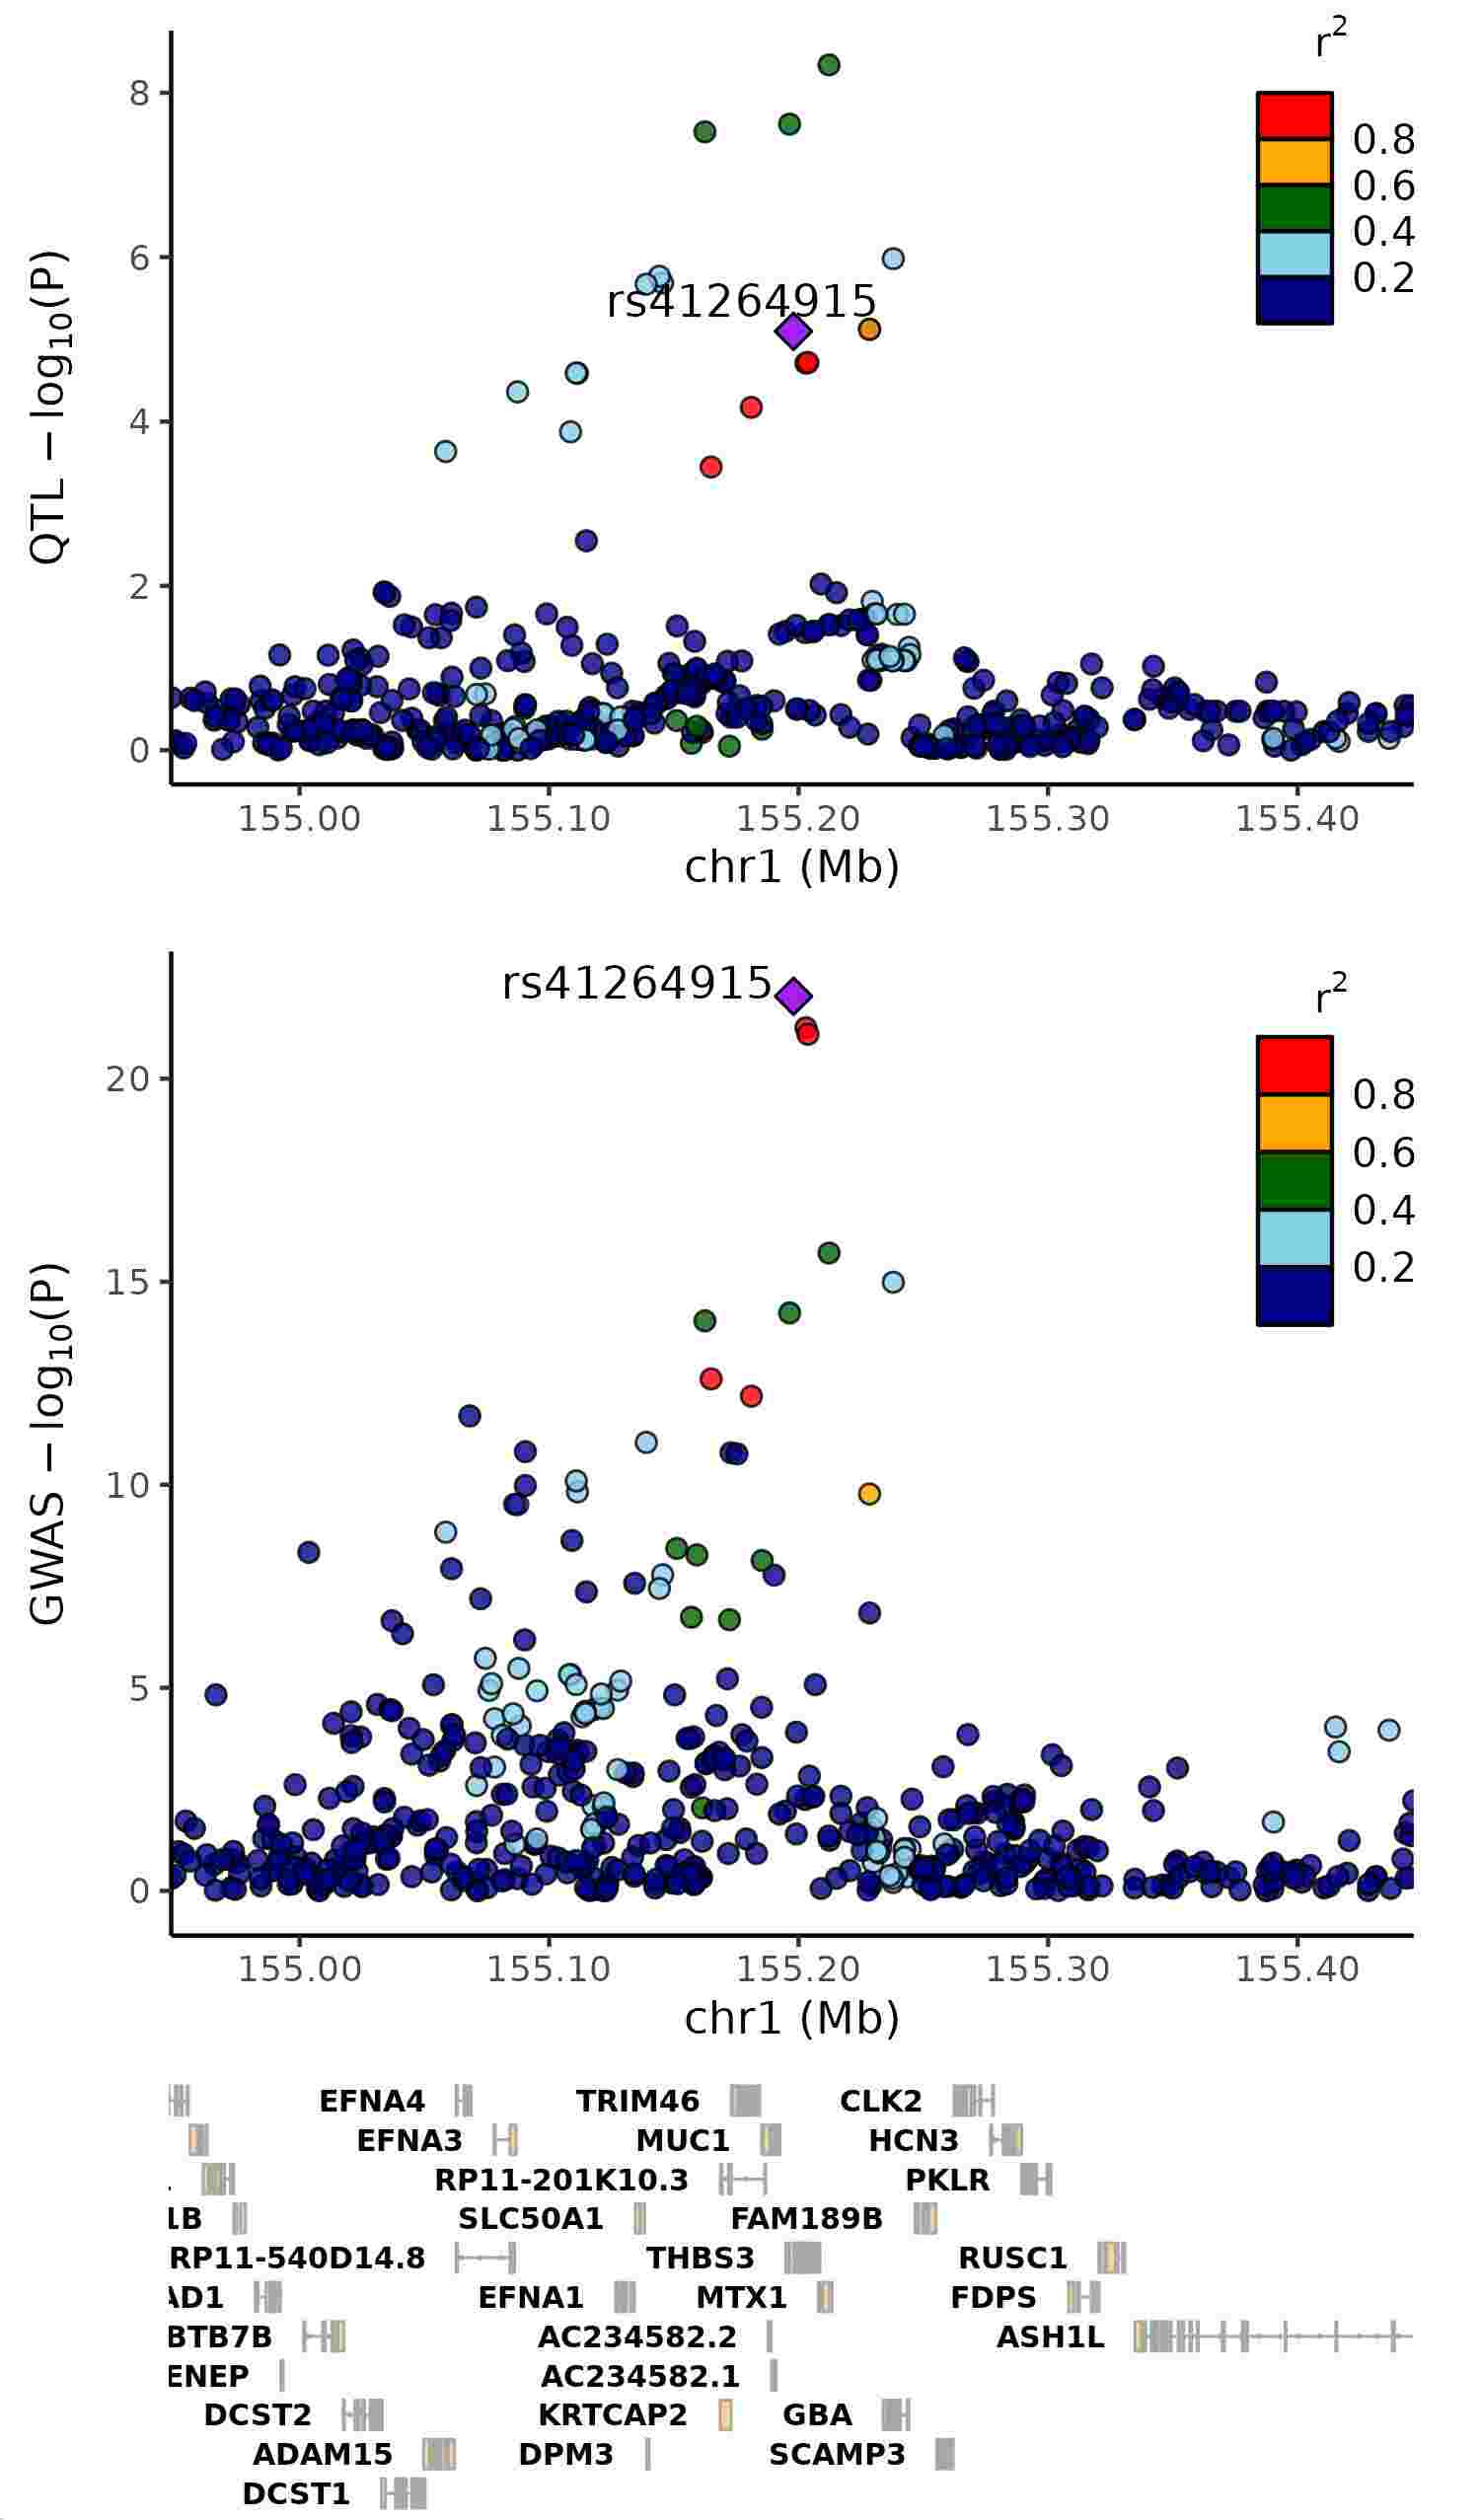 r2
8
6
4
2
0
0.8
0.6
0.4
0.2
rs41264915
QTL −log10(P)
155.00 155.10 155.20 155.30 155.40
chr1 (Mb)
rs41264915
r2
20
15
10
5
0
0.8
0.6
0.4
0.2
GWAS −log10(P)
155.00 155.10 155.20 155.30 155.40
chr1 (Mb)
EFNA4 TRIM46 CLK2
EFNA3 MUC1 HCN3
RP11-201K10.3 PKLR
LB SLC50A1 FAM189B
RP11-540D14.8 THBS3 RUSC1
AD1 EFNA1 MTX1 FDPS
BTB7B AC234582.2 ASH1L
ENEP AC234582.1
DCST2 KRTCAP2 GBA
ADAM15 DPM3 SCAMP3
DCST1